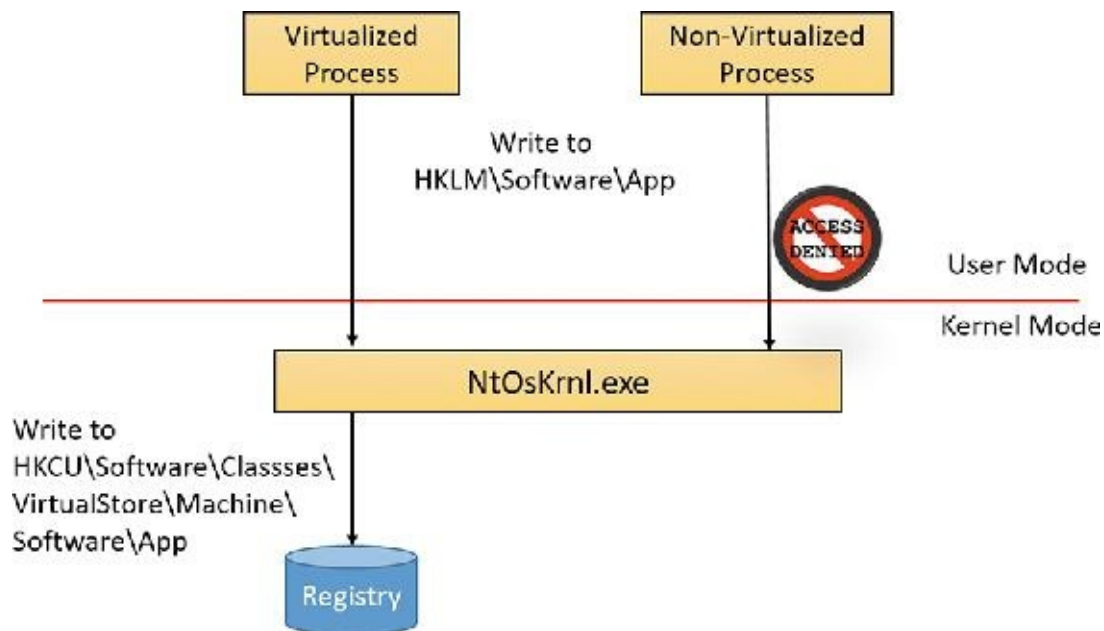 Virtualized
Process
Non-Virtualized
Process
Write to
HKLM\Software\App
ACCESS
DENIED
User Mode
Kernel Mode
NtOsKrnl.exe
Write to
HKCU\Software\Classses\
VirtualStore\Machine\
Software\App
Registry